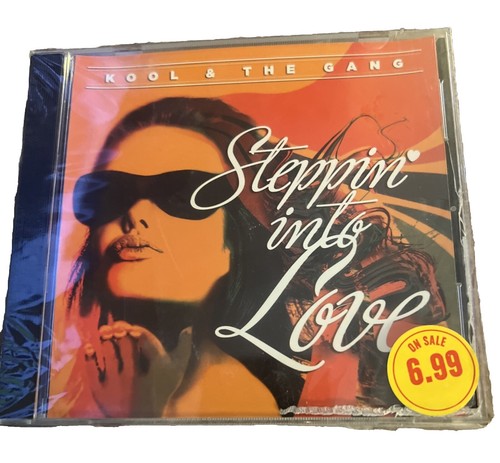 KOOL & THE GANG
Steppin'
into
Love
ON SALE
6.99